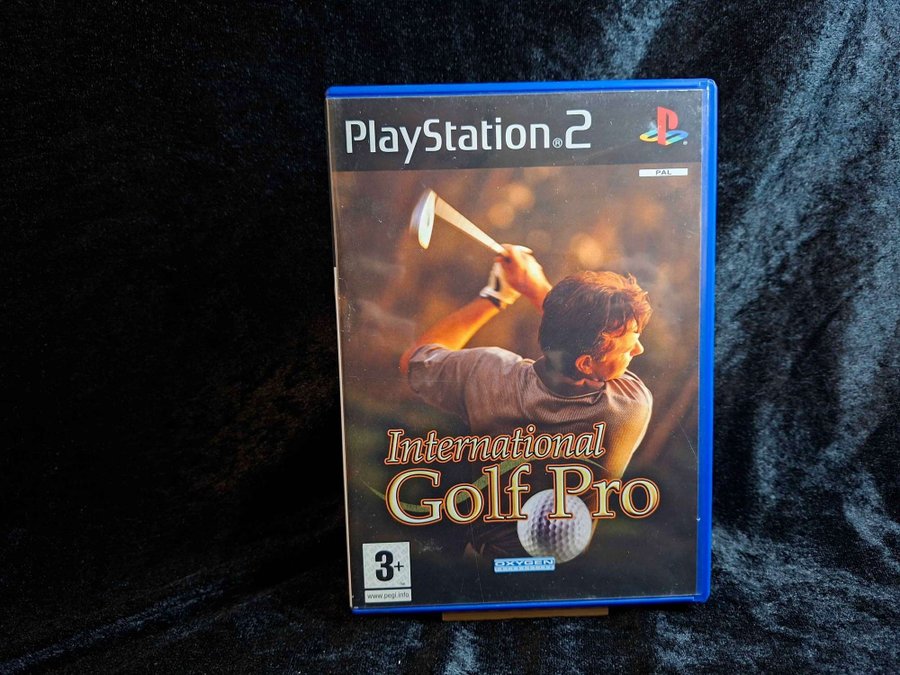 PlayStation®2
PAL
International
Golf Pro
OXYGEN
3+
www.pegi.info